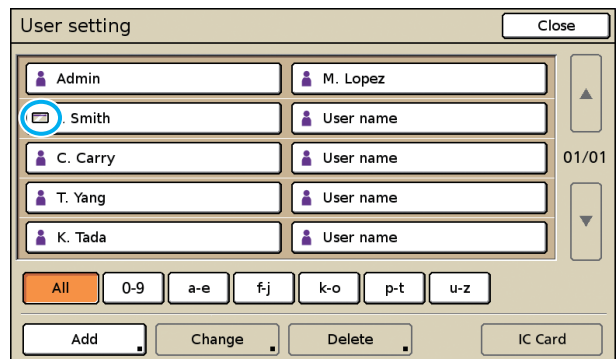 User setting Close
Admin M. Lopez
. Smith User name
C. Carry User name 01/01
T. Yang User name
K. Tada User name
All 0-9 a-e f-j k-o p-t u-z
Add Change Delete IC Card